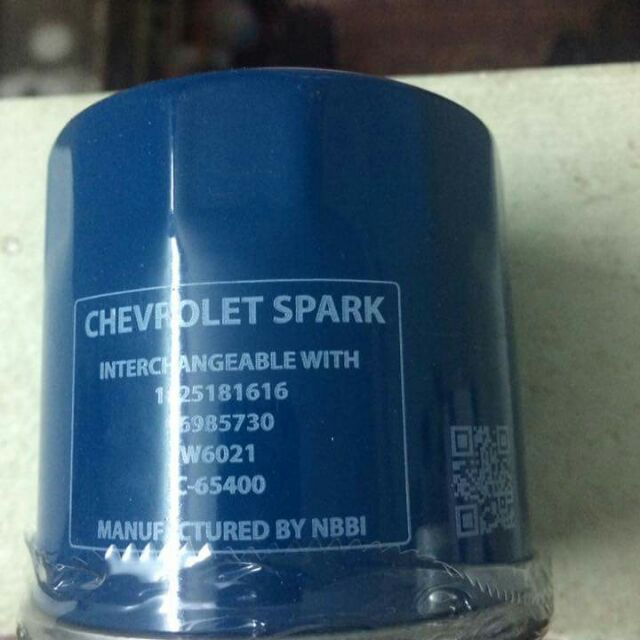 CHEVROLET SPARK
INTERCHANGEABLE WITH
25181616
6985730
W6021
C-65400
MANUFACTURED BY NBBI